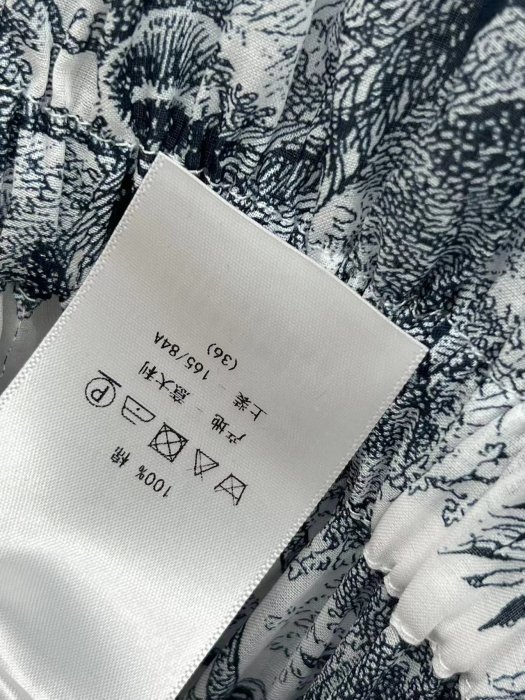 100% 棉
P
产地 - 意大利
上装 - 165/84A
(36)